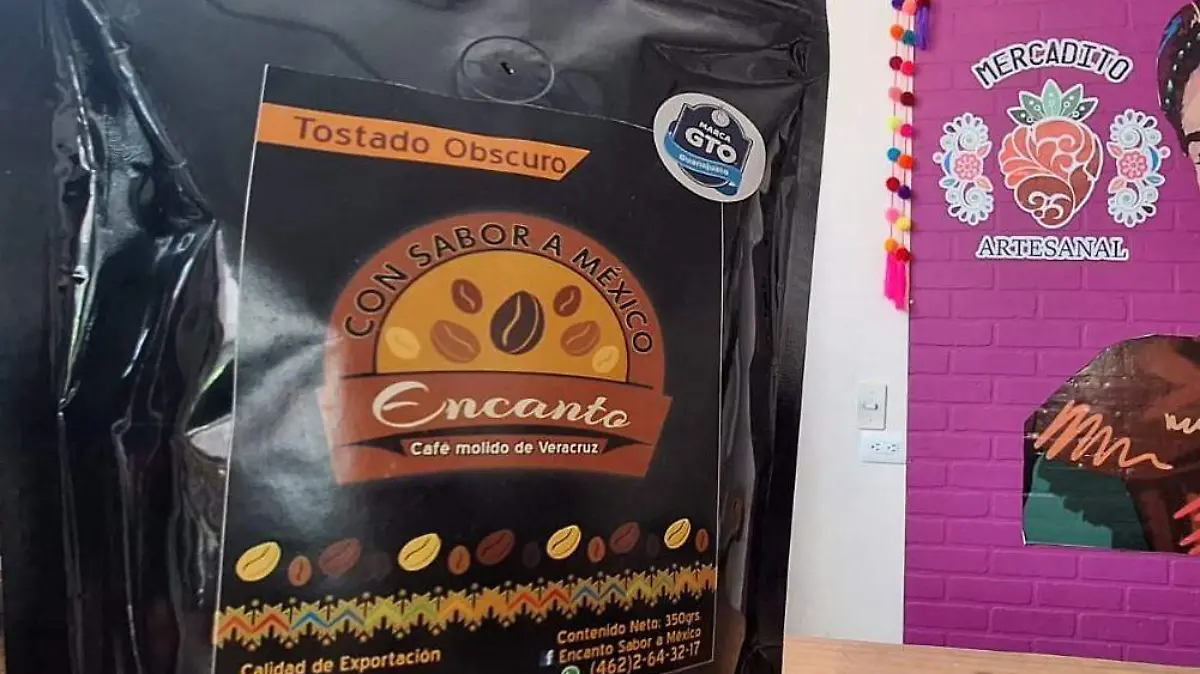 Tostado Obscuro
MARCA
GTO
Guanajuato
CON SABOR A MÉXICO
Encanto
Café molido de Veracruz
Calidad de Exportación
Contenido Neto: 350grs.
Encanto Sabor a México
(462)2-64-32-17
MERCADITO
ARTESANAL